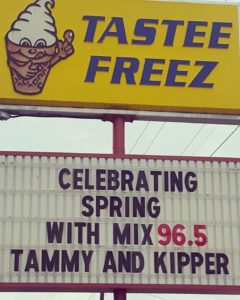 TASTEE
FREEZ
CELEBRATING
SPRING
WITH MIX 96.5
TAMMY AND KIPPER